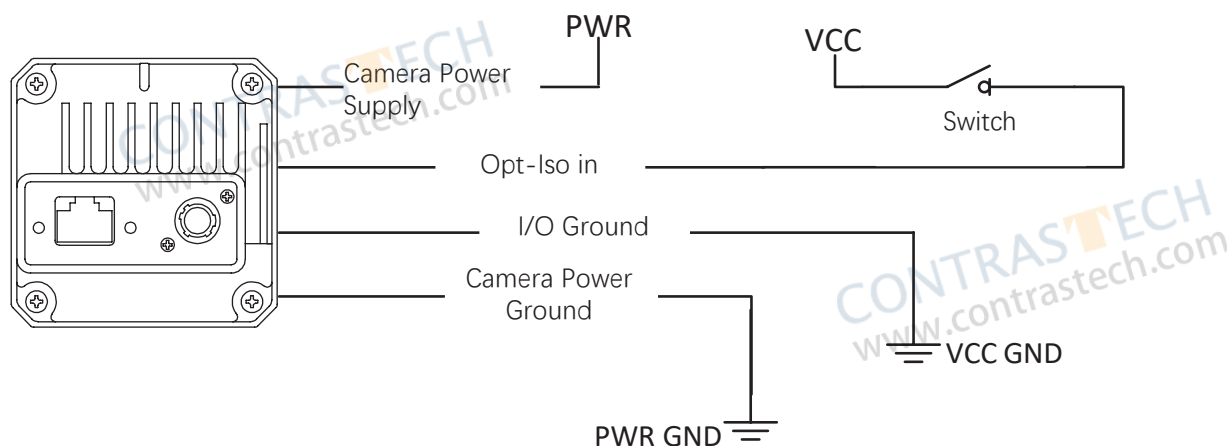 PWR
VCC
Camera Power
Supply
Switch
Opt-Iso in
I/O Ground
Camera Power
Ground
VCC GND
PWR GND
CONTRASTECH
www.contrastech.com
CONTRASTECH
www.contrastech.com